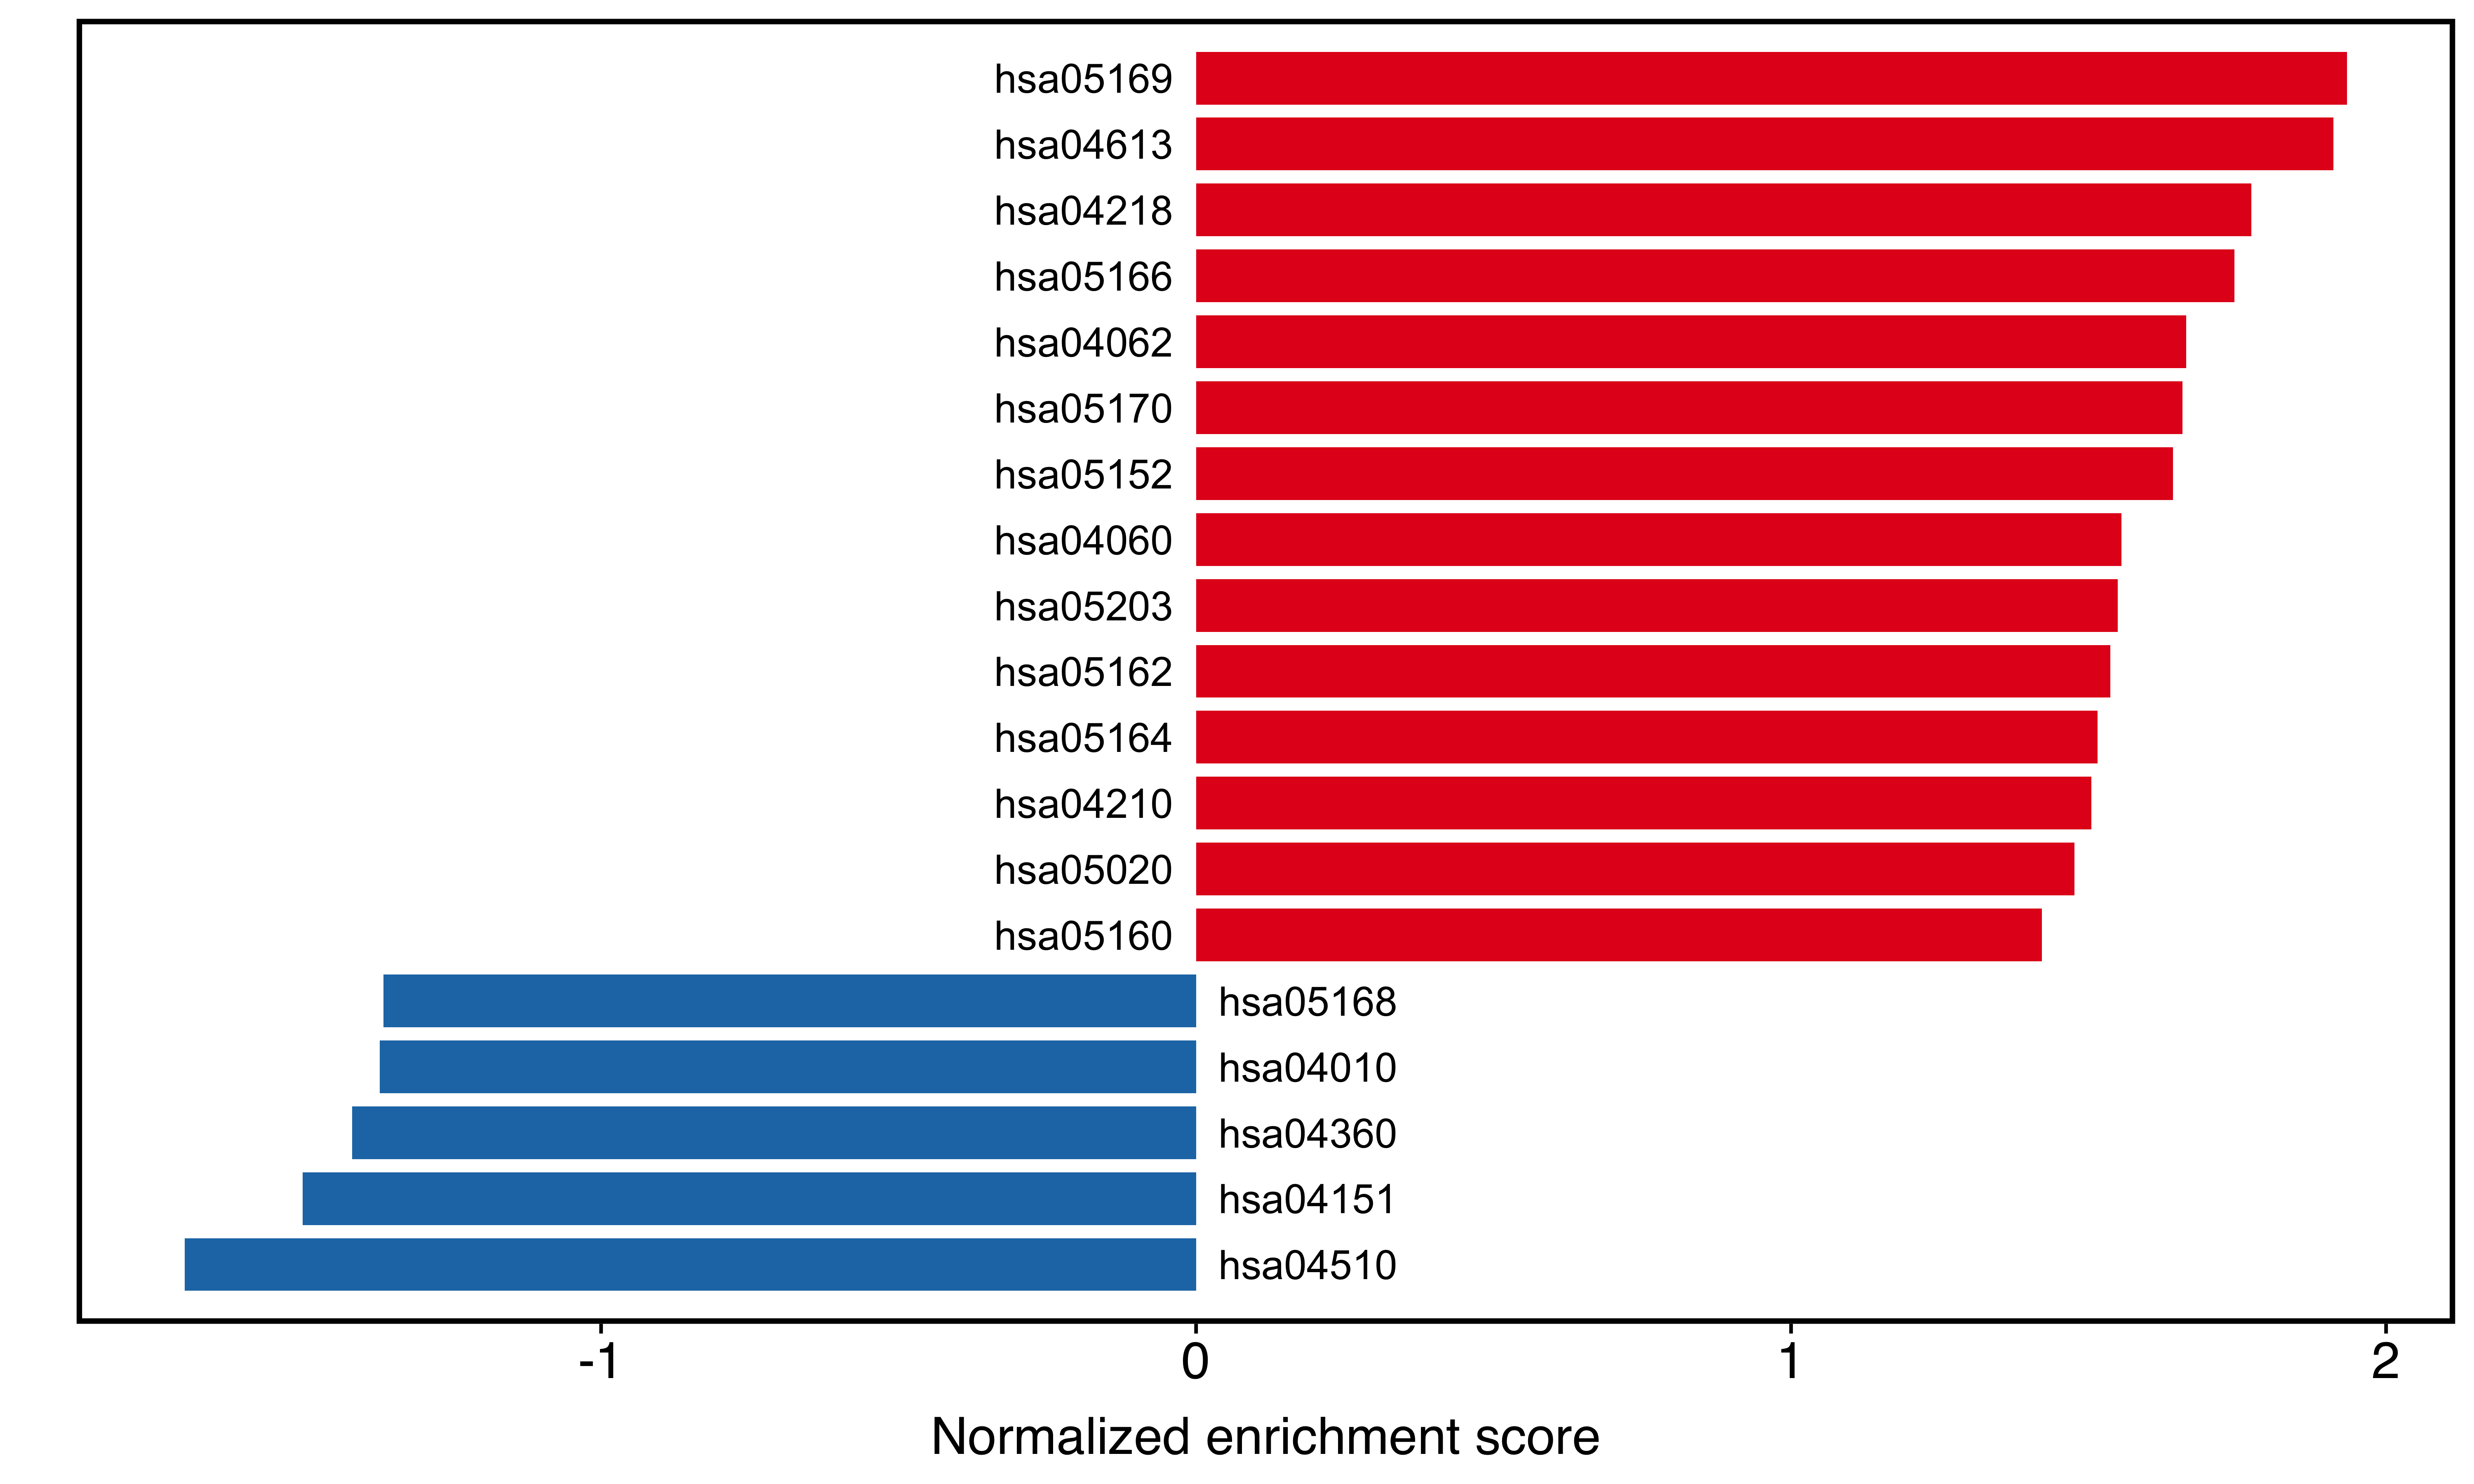 hsa05169
hsa04613
hsa04218
hsa05166
hsa04062
hsa05170
hsa05152
hsa04060
hsa05203
hsa05162
hsa05164
hsa04210
hsa05020
hsa05160
hsa05168
hsa04010
hsa04360
hsa04151
hsa04510
-1 0 1 2
Normalized enrichment score